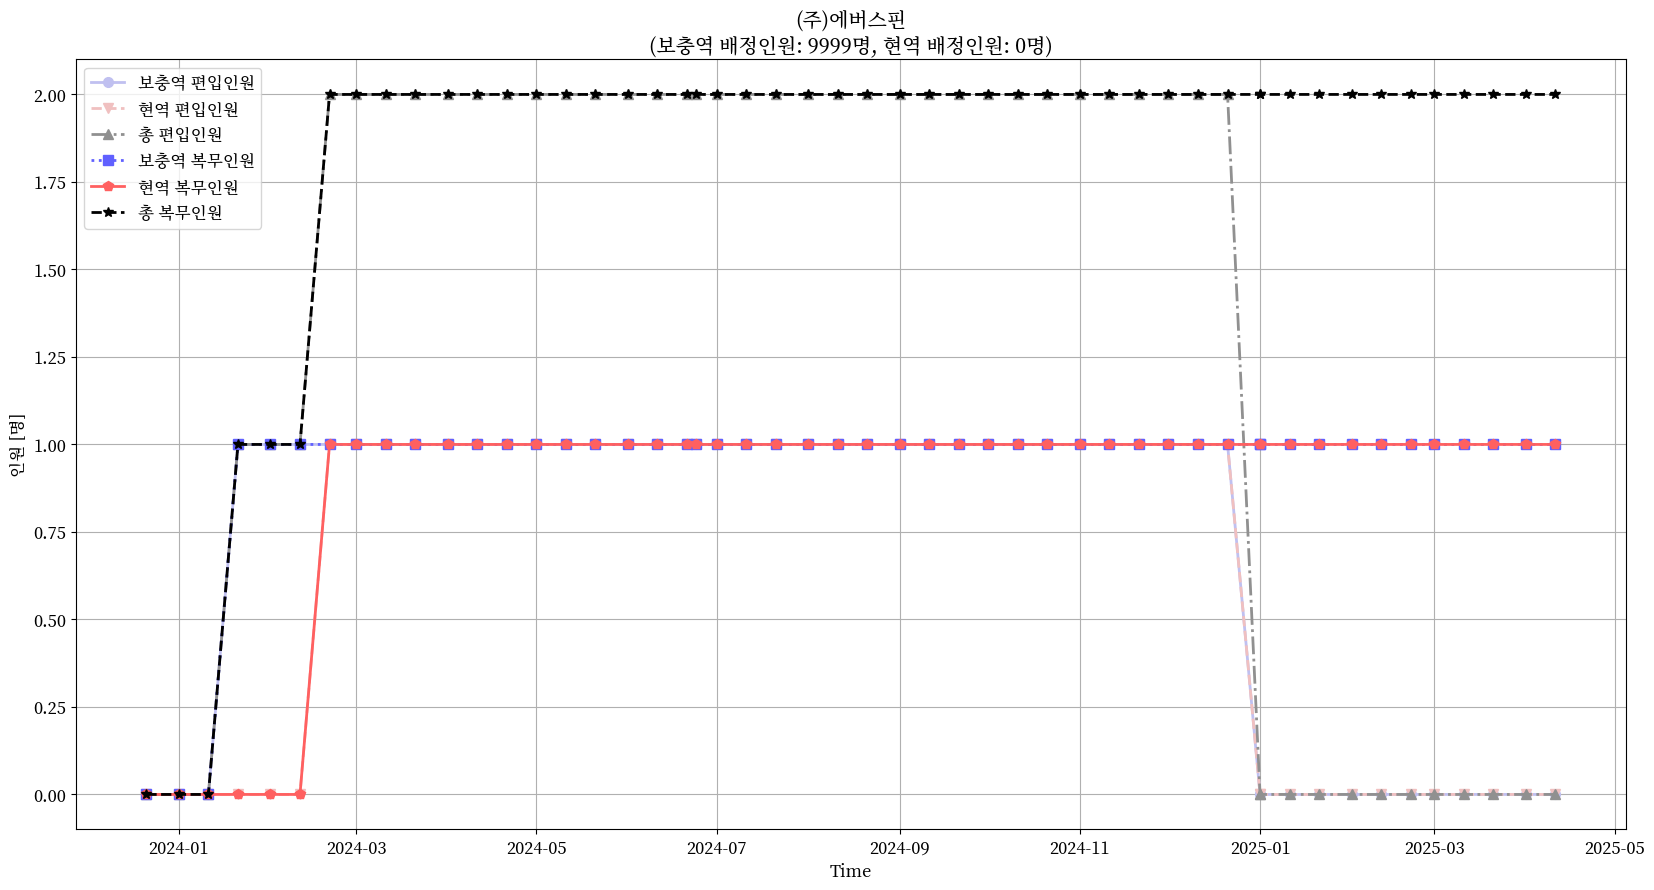 (주)에버스핀
(보충역 배정인원: 9999명, 현역 배정인원: 0명)
보충역 편입인원
현역 편입인원
총 편입인원
보충역 복무인원
현역 복무인원
총 복무인원
인원 [명]
2.00
1.75
1.50
1.25
1.00
0.75
0.50
0.25
0.00
2024-01
2024-03
2024-05
2024-07
2024-09
2024-11
2025-01
2025-03
2025-05
Time